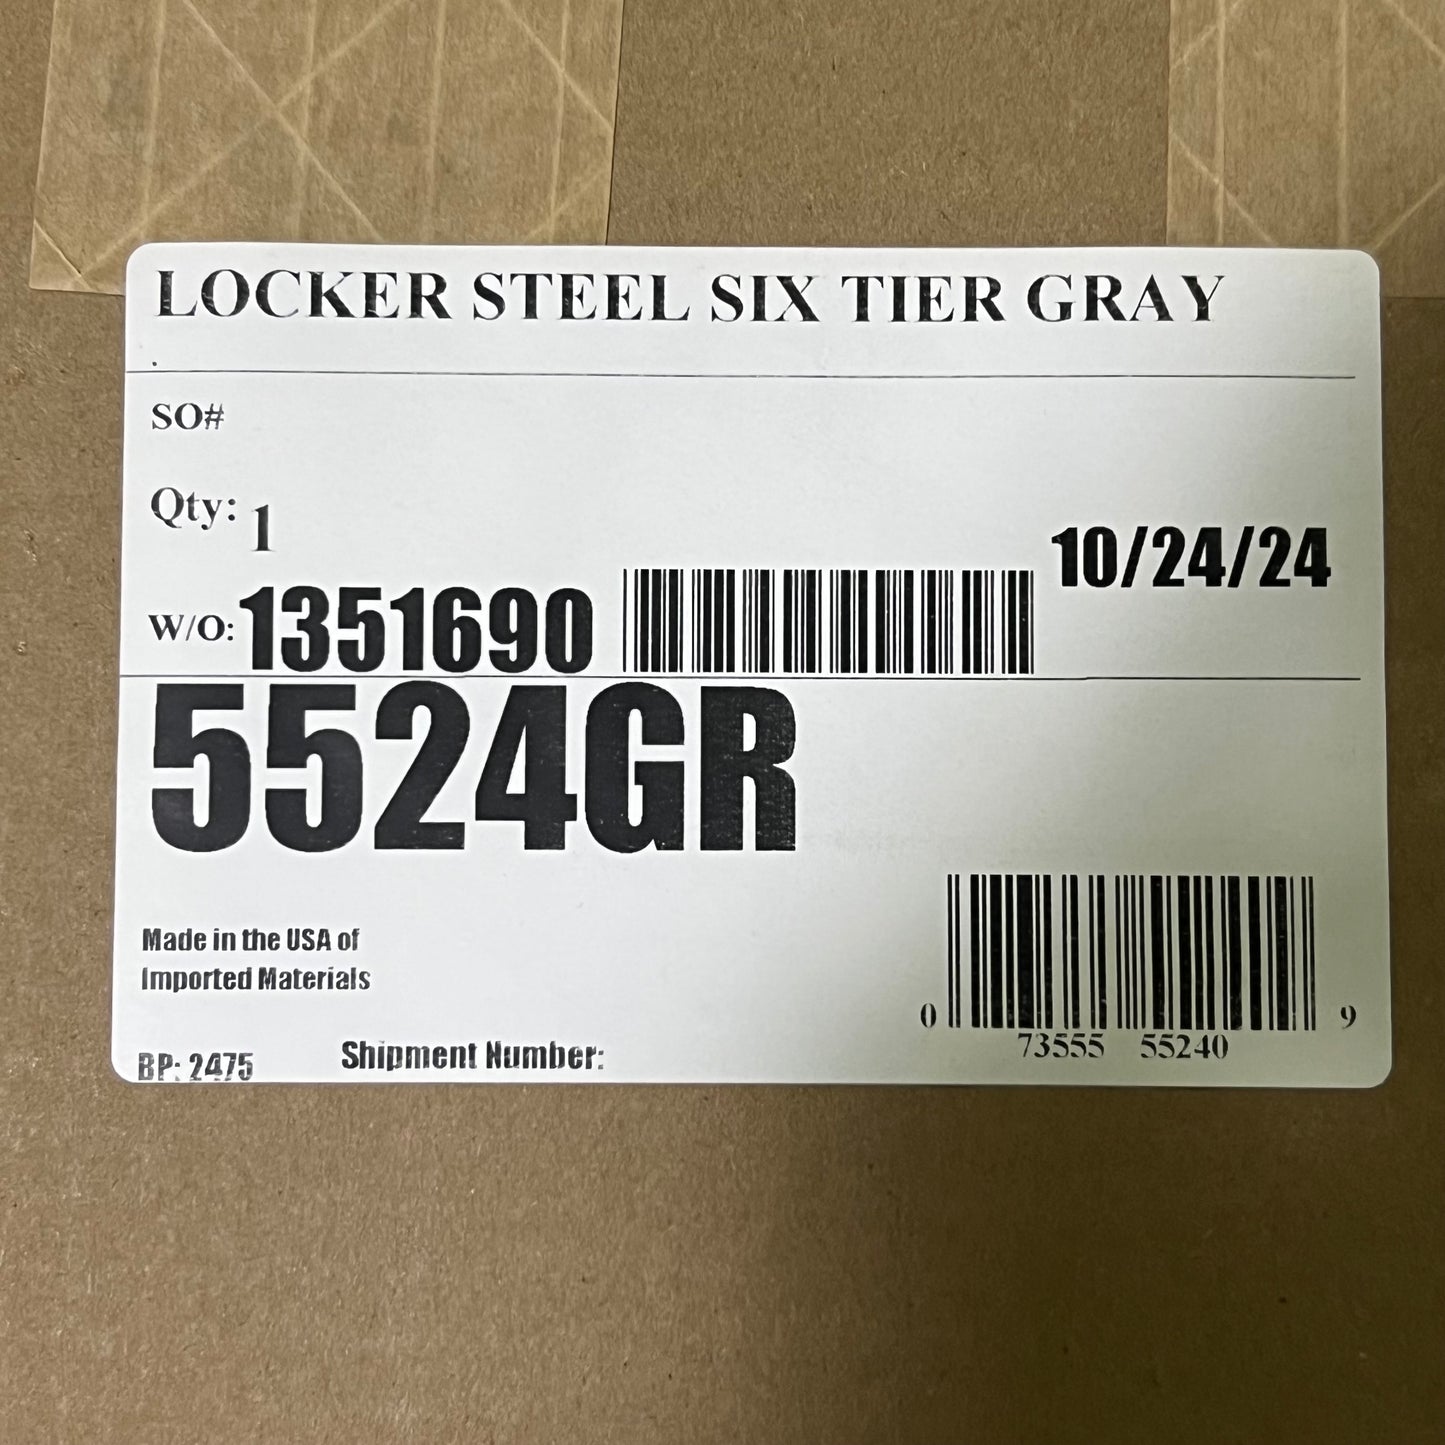 LOCKER STEEL SIX TIER GRAY
.
SO#
Qty: 1
10/24/24
W/O: 1351690
5524GR
Made in the USA of
Imported Materials
0 73555 55240 9
BP: 2475
Shipment Number: